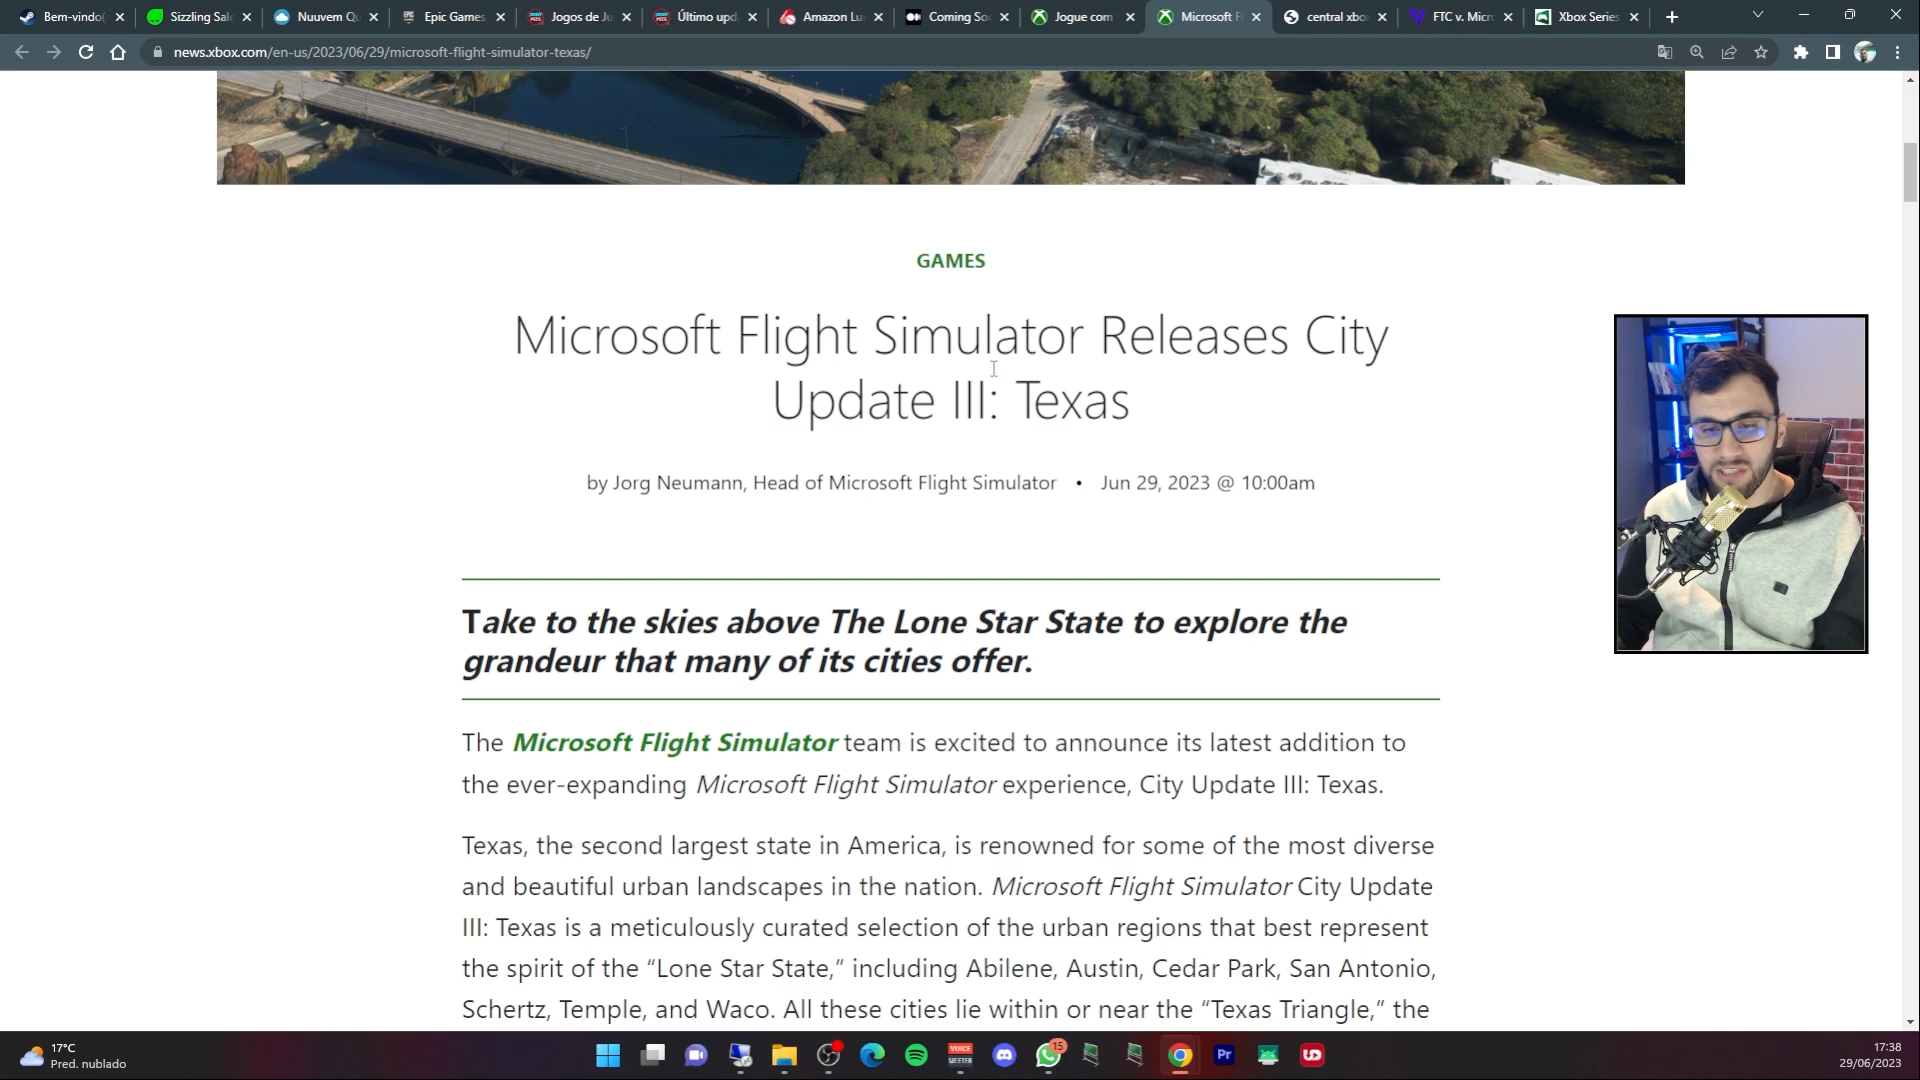 Bem-vindo(
Sizzling Sale
Nuuvem Qu
Epic Games
Jogos de Ju
Último upd
Amazon Lu
Coming So
Jogue com
Microsoft Fl
central xbo
FTC v. Micr
Xbox Series
news.xbox.com/en-us/2023/06/29/microsoft-flight-simulator-texas/
GAMES
Microsoft Flight Simulator Releases City
Update III: Texas
by Jorg Neumann, Head of Microsoft Flight Simulator • Jun 29, 2023 @ 10:00am
Take to the skies above The Lone Star State to explore the
grandeur that many of its cities offer.
The Microsoft Flight Simulator team is excited to announce its latest addition to
the ever-expanding Microsoft Flight Simulator experience, City Update III: Texas.
Texas, the second largest state in America, is renowned for some of the most diverse
and beautiful urban landscapes in the nation. Microsoft Flight Simulator City Update
III: Texas is a meticulously curated selection of the urban regions that best represent
the spirit of the “Lone Star State,” including Abilene, Austin, Cedar Park, San Antonio,
Schertz, Temple, and Waco. All these cities lie within or near the “Texas Triangle,” the
17°C
Pred. nublado
VOICE
MEETER
15
Pr
17:38
29/06/2023